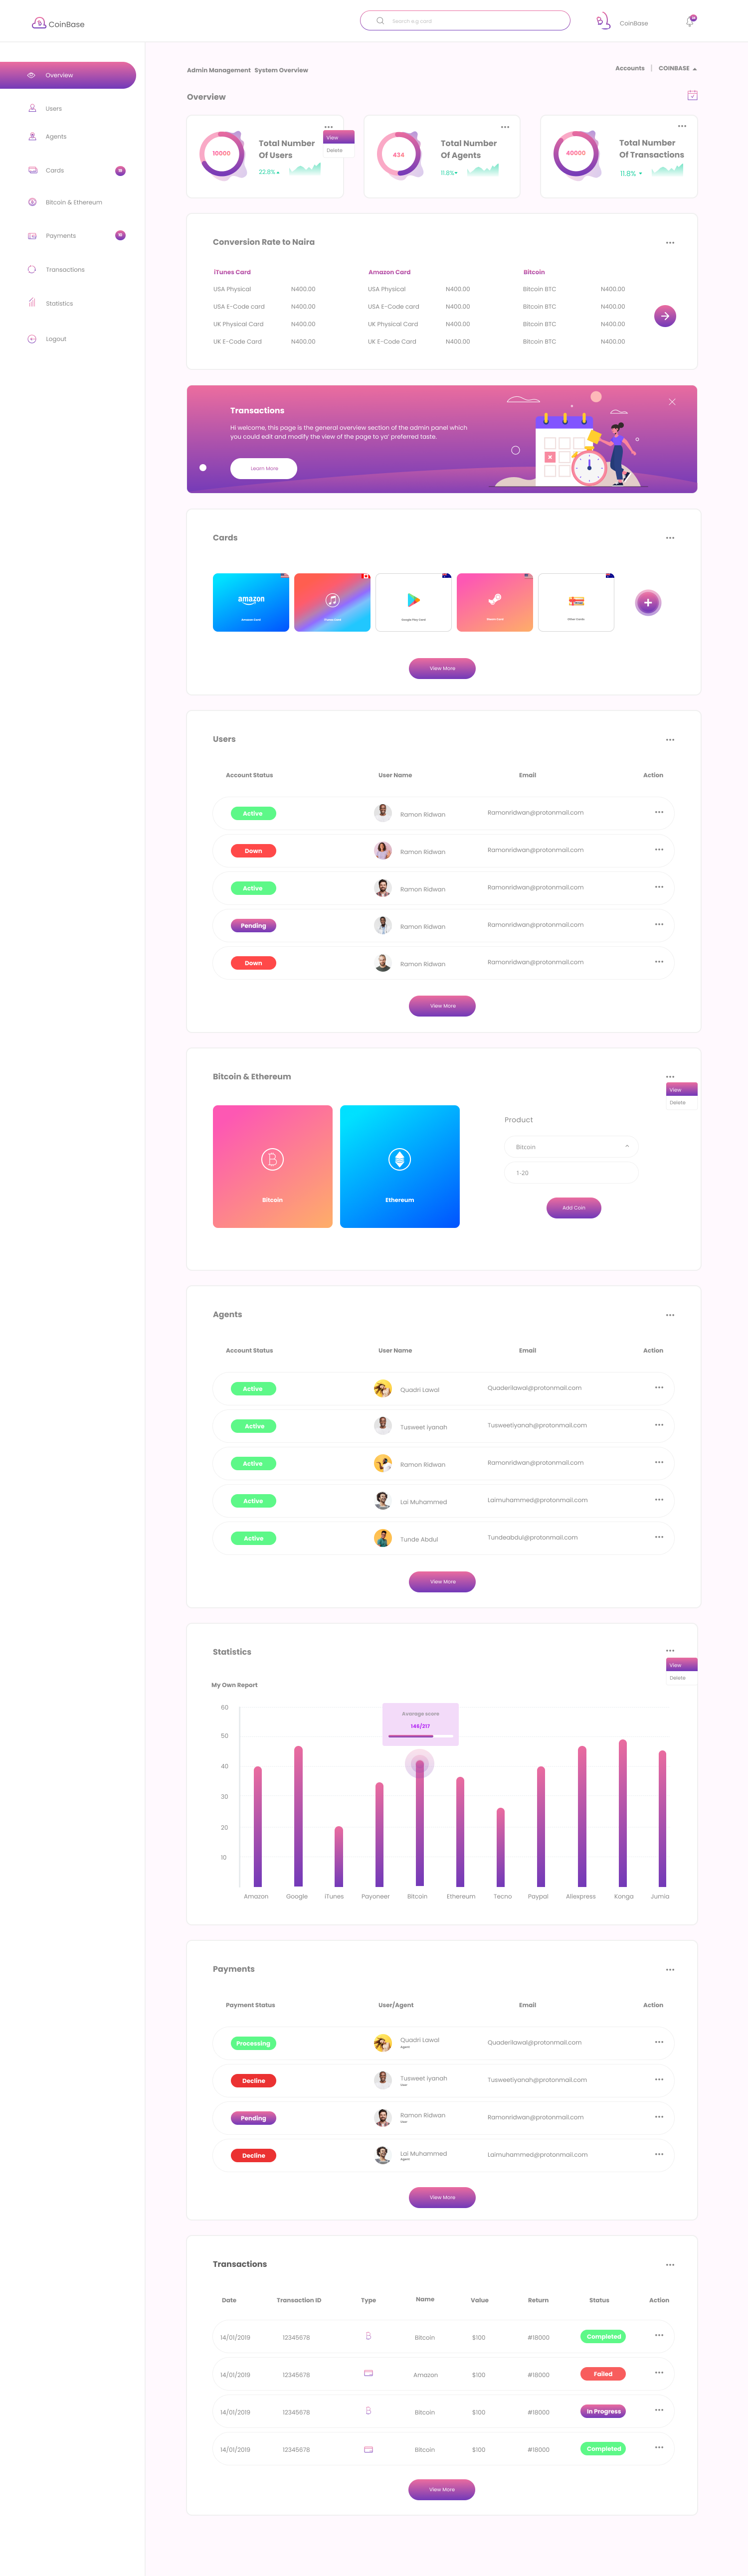 CoinBase
Search e.g card
CoinBase
Overview
Users
Agents
Cards
Bitcoin & Ethereum
Payments
Transactions
Statistics
Logout
Admin Management System Overview
Accounts
COINBASE
Overview
10000
Total Number
Of Users
22.8%
View
Delete
434
Total Number
Of Agents
11.8%
40000
Total Number
Of Transactions
11.8%
Conversion Rate to Naira
iTunes Card Amazon Card Bitcoin
USA Physical N400.00 USA Physical N400.00 Bitcoin BTC N400.00
USA E-Code card N400.00 USA E-Code card N400.00 Bitcoin BTC N400.00
UK Physical Card N400.00 UK Physical Card N400.00 Bitcoin BTC N400.00
UK E-Code Card N400.00 UK E-Code Card N400.00 Bitcoin BTC N400.00
Transactions
Hi welcome, this page is the general overview section of the admin panel which
you could edit and modify the view of the page to ya' preferred taste.
Learn More
Cards
amazon
Amazon Card
iTunes Card
Google Play Card
Steam Card
Other Cards
View More
Users
Account Status User Name Email Action
Active Ramon Ridwan Ramonridwan@protonmail.com
Down Ramon Ridwan Ramonridwan@protonmail.com
Active Ramon Ridwan Ramonridwan@protonmail.com
Pending Ramon Ridwan Ramonridwan@protonmail.com
Down Ramon Ridwan Ramonridwan@protonmail.com
View More
Bitcoin & Ethereum
View
Delete
Bitcoin
Ethereum
Product
Bitcoin
1-20
Add Coin
Agents
Account Status User Name Email Action
Active Quadri Lawal Quaderilawal@protonmail.com
Active Tusweet Iyanah Tusweetiyanah@protonmail.com
Active Ramon Ridwan Ramonridwan@protonmail.com
Active Lai Muhammed Laimuhammed@protonmail.com
Active Tunde Abdul Tundeabdul@protonmail.com
View More
Statistics
View
Delete
My Own Repart
60
50
40
30
20
10
Average score
146/217
Amazon Google iTunes Payoneer Bitcoin Ethereum Tecno Paypal Aliexpress Konga Jumia
Payments
Payment Status User/Agent Email Action
Processing Quadri Lawal Quaderilawal@protonmail.com
Agent
Decline Tusweet Iyanah Tusweetiyanah@protonmail.com
User
Pending Ramon Ridwan Ramonridwan@protonmail.com
User
Decline Lai Muhammed Laimuhammed@protonmail.com
Agent
View More
Transactions
Date Transaction ID Type Name Value Return Status Action
14/01/2019 12345678 Bitcoin $100 #18000 Completed
14/01/2019 12345678 Amazon $100 #18000 Failed
14/01/2019 12345678 Bitcoin $100 #18000 In Progress
14/01/2019 12345678 Bitcoin $100 #18000 Completed
View More